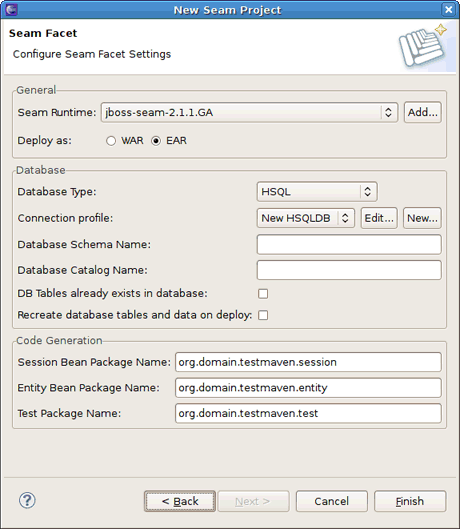 New Seam Project
Seam Facet
Configure Seam Facet Settings
General
Seam Runtime: jboss-seam-2.1.1.GA Add...
Deploy as: WAR EAR
Database
Database Type: HSQL
Connection profile: New HSQLDB Edit... New...
Database Schema Name:
Database Catalog Name:
DB Tables already exists in database:
Recreate database tables and data on deploy:
Code Generation
Session Bean Package Name: org.domain.testmaven.session
Entity Bean Package Name: org.domain.testmaven.entity
Test Package Name: org.domain.testmaven.test
? < Back Next > Cancel Finish